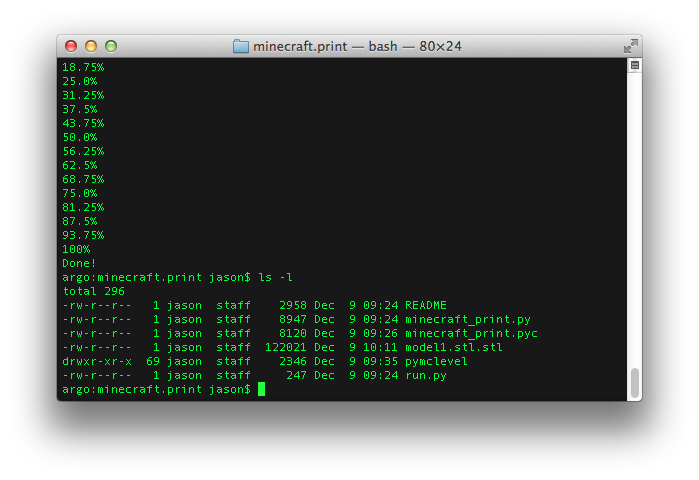 minecraft.print — bash — 80×24
18.75%
25.0%
31.25%
37.5%
43.75%
50.0%
56.25%
62.5%
68.75%
75.0%
81.25%
87.5%
93.75%
100%
Done!
argo:minecraft.print jason$ ls -l
total 296
-rw-r--r--   1 jason  staff    2958 Dec  9 09:24 README
-rw-r--r--   1 jason  staff    8947 Dec  9 09:24 minecraft_print.py
-rw-r--r--   1 jason  staff    8120 Dec  9 09:26 minecraft_print.pyc
-rw-r--r--   1 jason  staff  122021 Dec  9 10:11 model1.stl.stl
drwxr-xr-x  69 jason  staff    2346 Dec  9 09:35 pymclevel
-rw-r--r--   1 jason  staff     247 Dec  9 09:24 run.py
argo:minecraft.print jason$